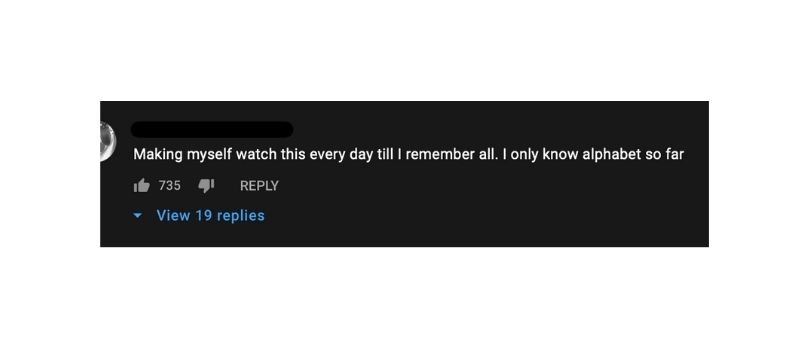 Making myself watch this every day till I remember all. I only know alphabet so far
735 REPLY
View 19 replies